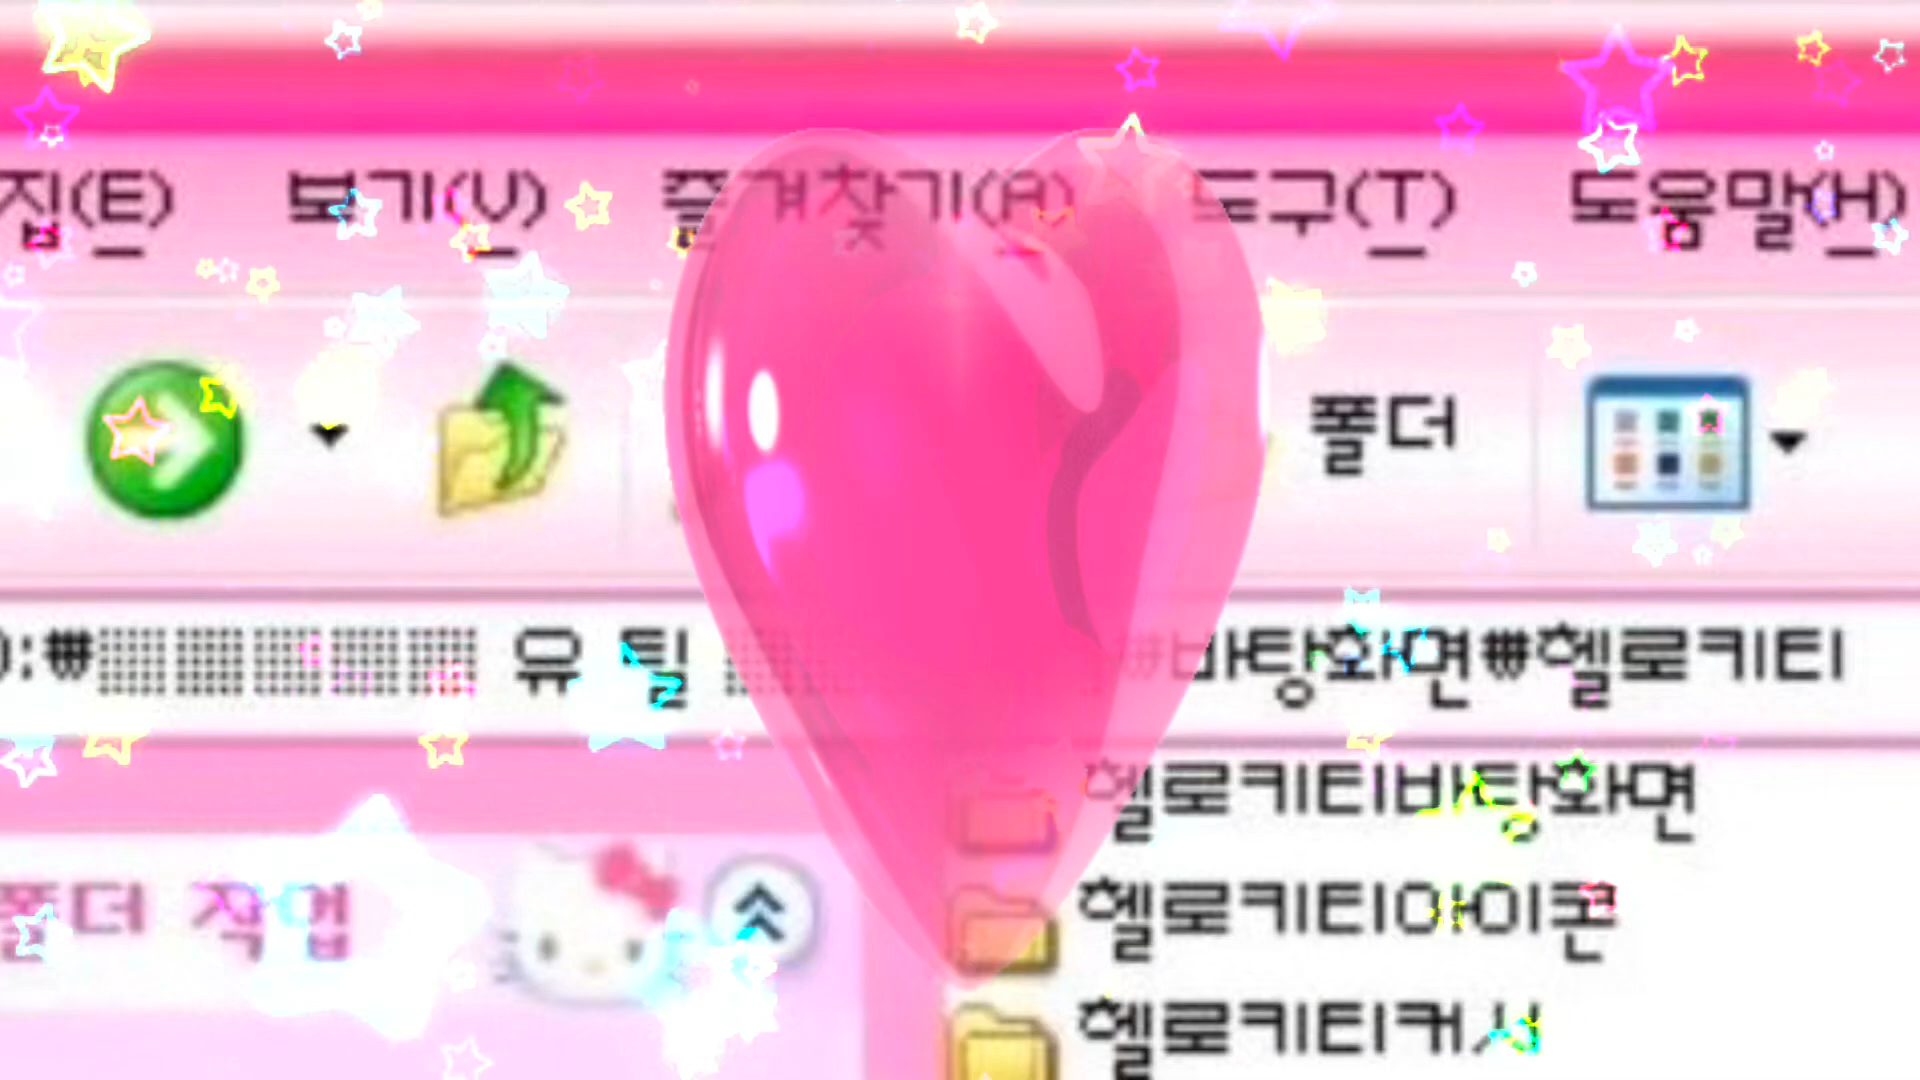 집(E) 보기(V) 즐겨찾기(A) 도구(T) 도움말(H)
폴더
:₩ 유 틸 ₩바탕화면₩헬로키티
헬로키티바탕화면
폴더 작업
헬로키티아이콘
헬로키티커서